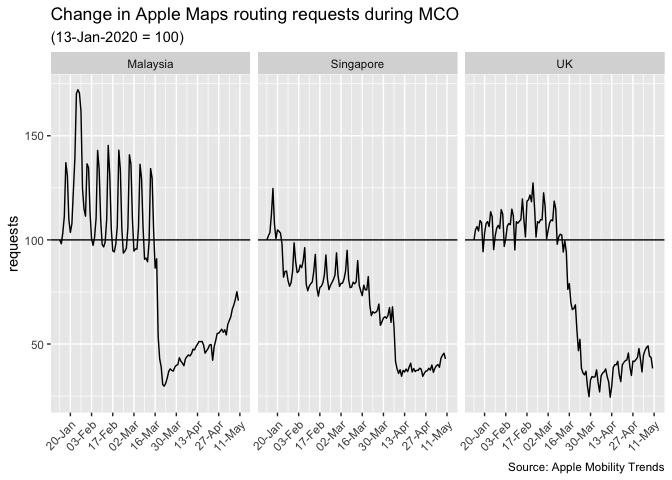 Change in Apple Maps routing requests during MCO
(13-Jan-2020 = 100)
Malaysia Singapore UK
requests
150
100
50
20-Jan 03-Feb 17-Feb 02-Mar 16-Mar 30-Mar 13-Apr 27-Apr 11-May 20-Jan 03-Feb 17-Feb 02-Mar 16-Mar 30-Mar 13-Apr 27-Apr 11-May 20-Jan 03-Feb 17-Feb 02-Mar 16-Mar 30-Mar 13-Apr 27-Apr 11-May
Source: Apple Mobility Trends